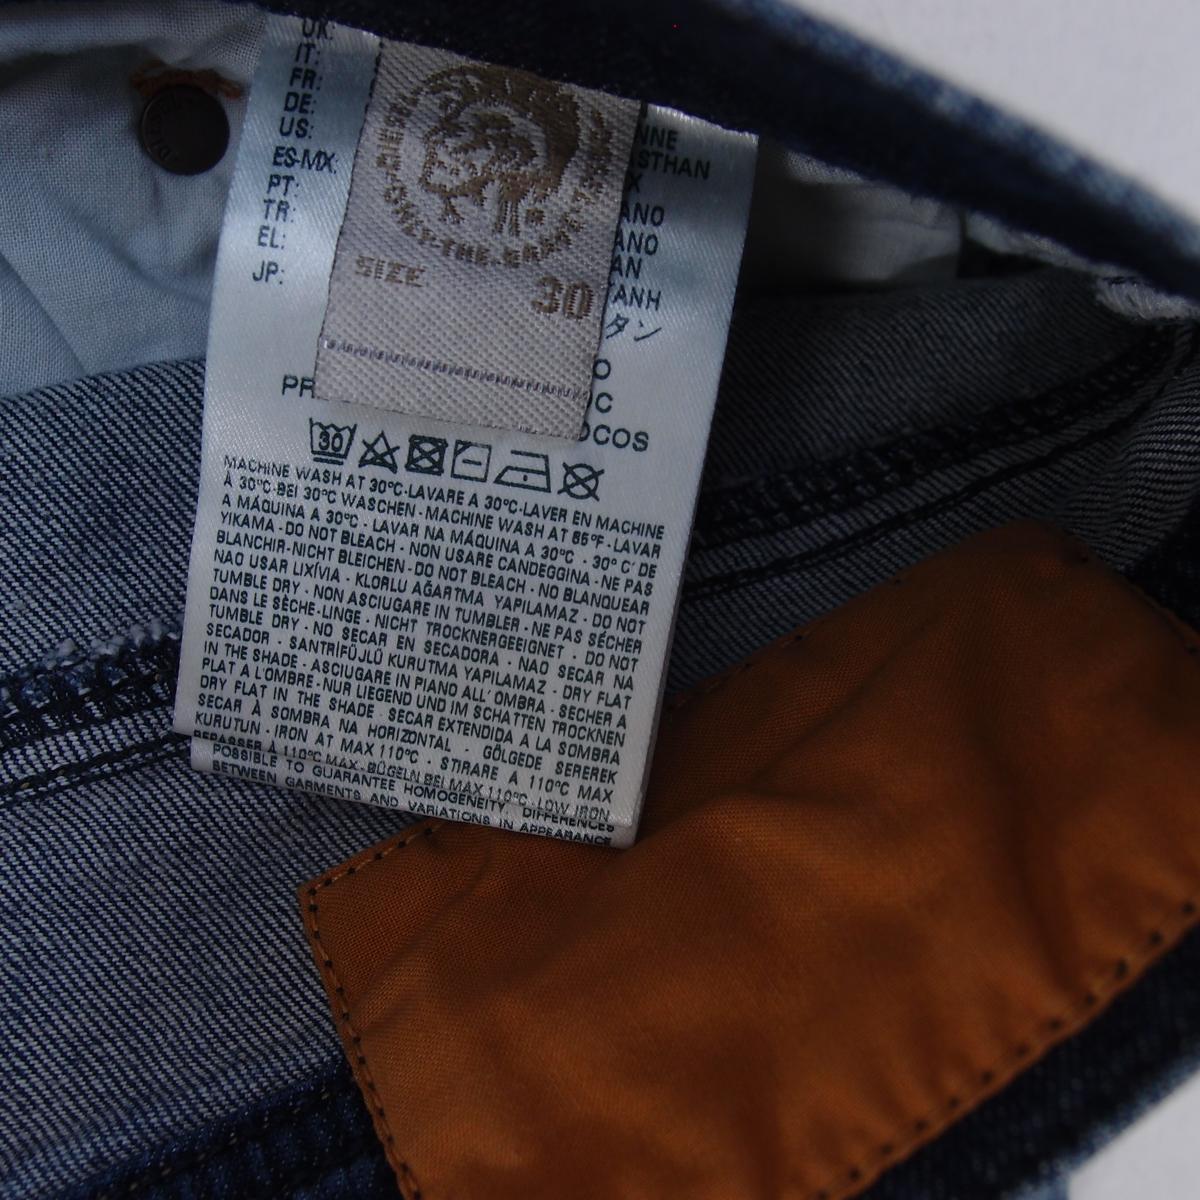 UK:
IT:
FR:
DE:
US:
ES-MX:
PT:
TR:
EL:
JP:
ONLY THE BRAVE
SIZE 30
MACHINE WASH AT 30°C-LAVARE A 30°C-LAVER EN MACHINE
À 30°C-BEI 30°C WASCHEN - MACHINE WASH AT 85°F - LAVAR
A MÁQUINA A 30°C - LAVAR NA MÁQUINA A 30°C - 30° C' DE
YIKAMA - DO NOT BLEACH - NON USARE CANDEGGINA - NE PAS
BLANCHIR-NICHT BLEICHEN - DO NOT BLEACH - NO BLANQUEAR
NAO USAR LIXÍVIA - KLORLU AĞARTMA YAPILAMAZ - DO NOT
TUMBLE DRY - NON ASCIUGARE IN TUMBLER - NE PAS SÉCHER
DANS LE SÈCHE-LINGE - NICHT TROCKNERGEEIGNET - DO NOT
TUMBLE DRY - NO SECAR EN SECADORA - NAO SECAR NA
SECADOR - SANTRİFÜJLÜ KURUTMA YAPILAMAZ - DRY FLAT
IN THE SHADE - ASCIUGARE IN PIANO ALL' OMBRA - SÉCHER A
PLAT A L'OMBRE - NUR LIEGEND UND IM SCHATTEN TROCKNEN
DRY FLAT IN THE SHADE - SECAR EXTENDIDA A LA SOMBRA
SECAR À SOMBRA NA HORIZONTAL - GÖLGEDE SEREREK
KURUTUN - IRON AT MAX 110°C - STIRARE A 110°C MAX
REPASSER A 110°C MAX - BÜGELN BEI MAX 110°C - LOW IRON
POSSIBLE TO GUARANTEE HOMOGENEITY DIFFERENCES
BETWEEN GARMENTS AND VARIATIONS IN APPEARANCE